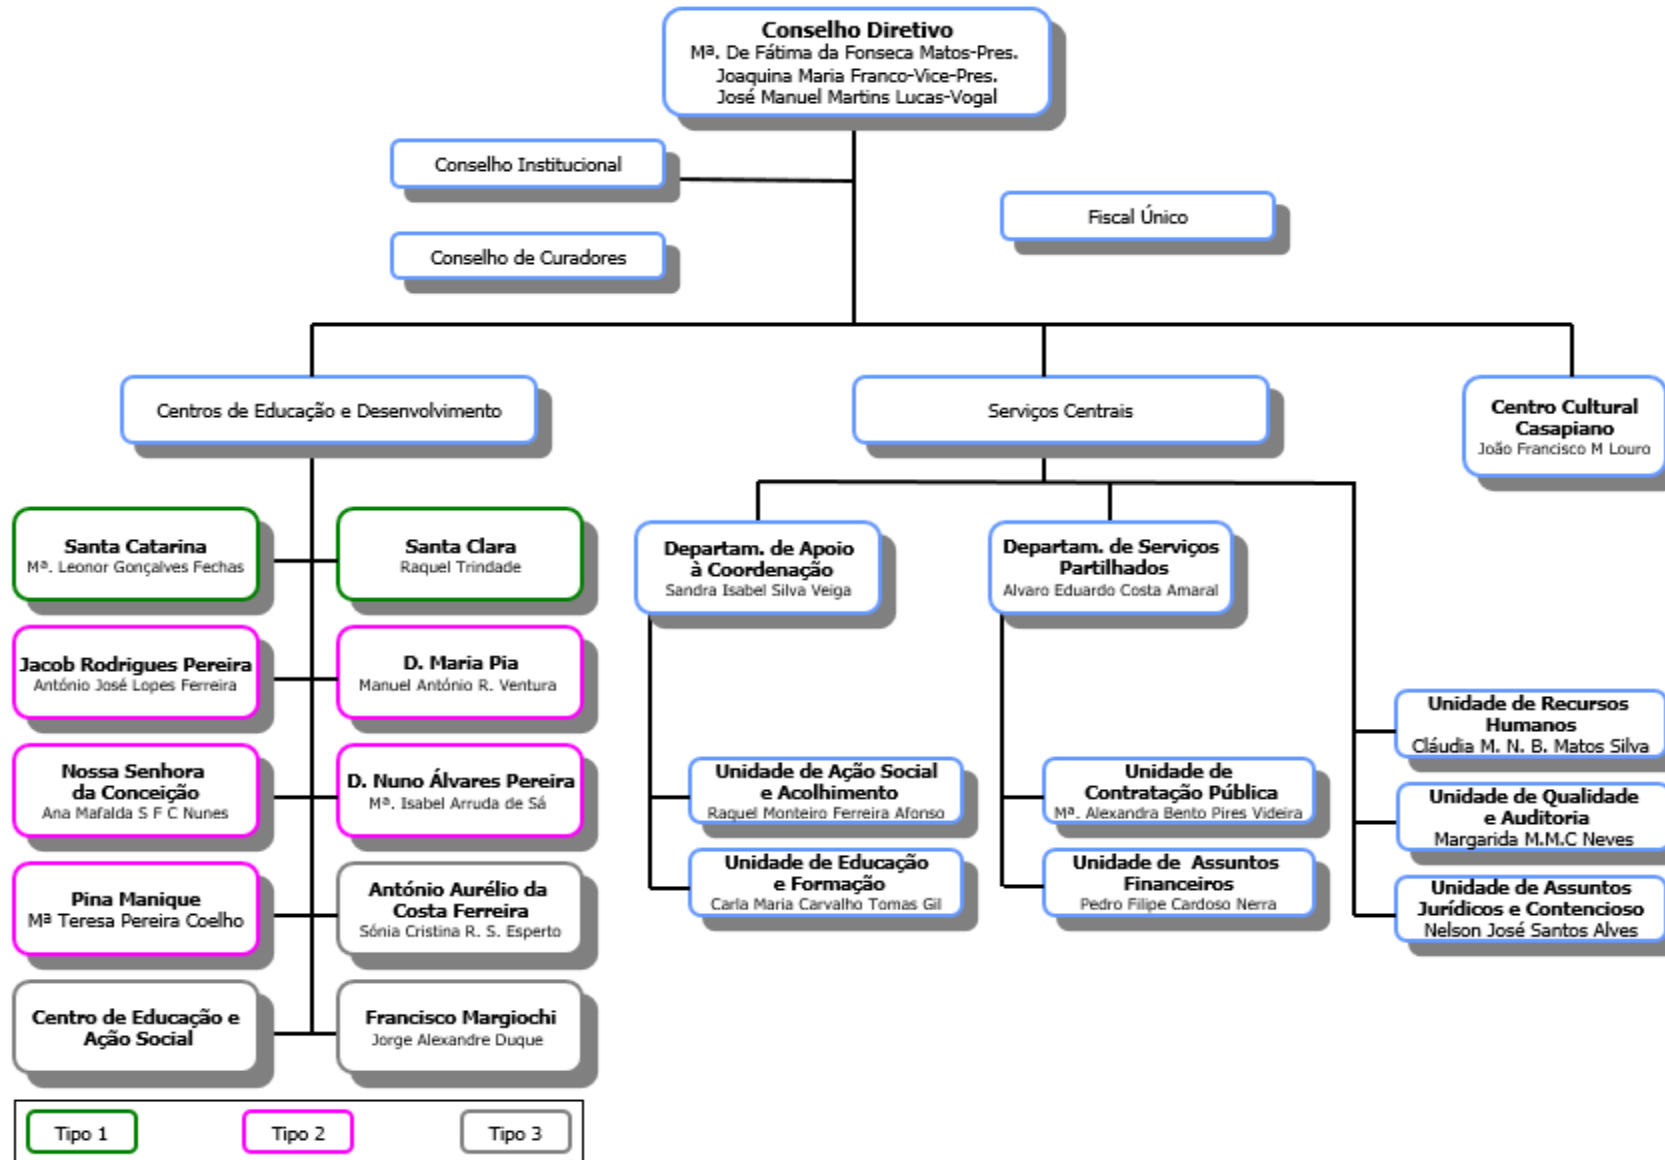 Conselho Diretivo
Mª. De Fátima da Fonseca Matos-Pres.
Joaquina Maria Franco-Vice-Pres.
José Manuel Martins Lucas-Vogal
Conselho Institucional
Fiscal Único
Conselho de Curadores
Centros de Educação e Desenvolvimento
Serviços Centrais
Centro Cultural
Casapiano
João Francisco M Louro
Santa Catarina
Mª. Leonor Gonçalves Fechas
Santa Clara
Raquel Trindade
Jacob Rodrigues Pereira
António José Lopes Ferreira
D. Maria Pia
Manuel António R. Ventura
Nossa Senhora
da Conceição
Ana Mafalda S F C Nunes
D. Nuno Álvares Pereira
Mª. Isabel Arruda de Sá
Pina Manique
Mª Teresa Pereira Coelho
António Aurélio da
Costa Ferreira
Sónia Cristina R. S. Esperto
Centro de Educação e
Ação Social
Francisco Margiochi
Jorge Alexandre Duque
Departam. de Apoio
à Coordenação
Sandra Isabel Silva Veiga
Unidade de Ação Social
e Acolhimento
Raquel Monteiro Ferreira Afonso
Unidade de Educação
e Formação
Carla Maria Carvalho Tomas Gil
Departam. de Serviços
Partilhados
Alvaro Eduardo Costa Amaral
Unidade de
Contratação Pública
Mª. Alexandra Bento Pires Videira
Unidade de  Assuntos
Financeiros
Pedro Filipe Cardoso Nerra
Unidade de Recursos
Humanos
Cláudia M. N. B. Matos Silva
Unidade de Qualidade
e Auditoria
Margarida M.M.C Neves
Unidade de Assuntos
Jurídicos e Contencioso
Nelson José Santos Alves
Tipo 1
Tipo 2
Tipo 3